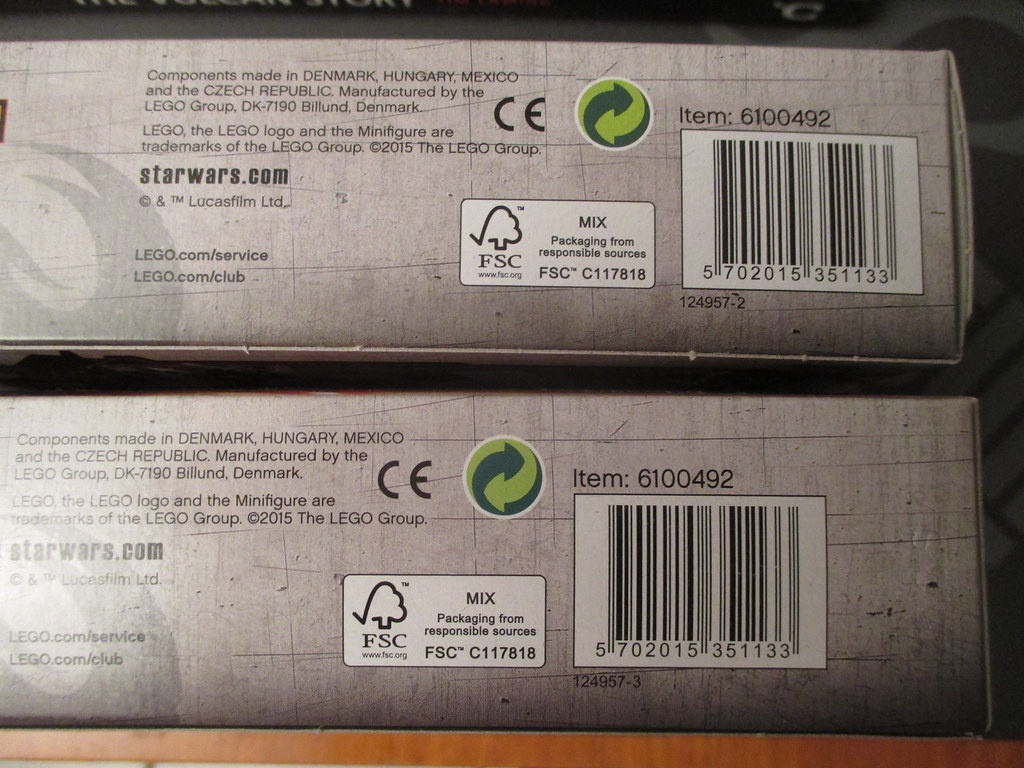 THE VULCAN STORY
Components made in DENMARK, HUNGARY, MEXICO
and the CZECH REPUBLIC. Manufactured by the
LEGO Group, DK-7190 Billund, Denmark.
LEGO, the LEGO logo and the Minifigure are
trademarks of the LEGO Group. ©2015 The LEGO Group.
starwars.com
© & ™ Lucasfilm Ltd.
LEGO.com/service
LEGO.com/club
CE
™
FSC
www.fsc.org
MIX
Packaging from
responsible sources
FSC™ C117818
Item: 6100492
5 702015 351133
124957-2
Components made in DENMARK, HUNGARY, MEXICO
and the CZECH REPUBLIC. Manufactured by the
LEGO Group, DK-7190 Billund, Denmark.
LEGO, the LEGO logo and the Minifigure are
trademarks of the LEGO Group. ©2015 The LEGO Group.
starwars.com
© & ™ Lucasfilm Ltd.
LEGO.com/service
LEGO.com/club
CE
™
FSC
www.fsc.org
MIX
Packaging from
responsible sources
FSC™ C117818
Item: 6100492
5 702015 351133
124957-3